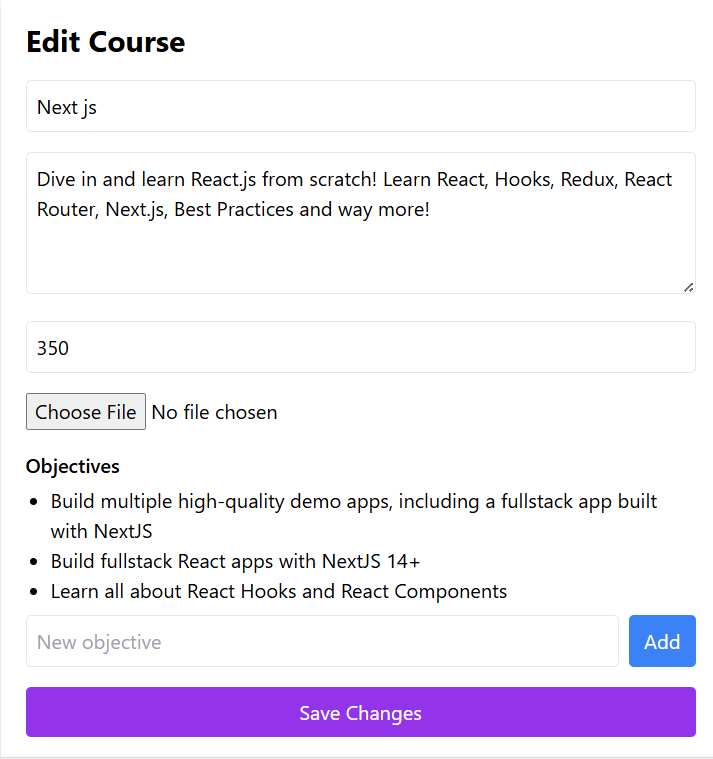 Edit Course
Next js
Dive in and learn React.js from scratch! Learn React, Hooks, Redux, React
Router, Next.js, Best Practices and way more!
350
Choose File No file chosen
Objectives
• Build multiple high-quality demo apps, including a fullstack app built
with NextJS
• Build fullstack React apps with NextJS 14+
• Learn all about React Hooks and React Components
New objective Add
Save Changes